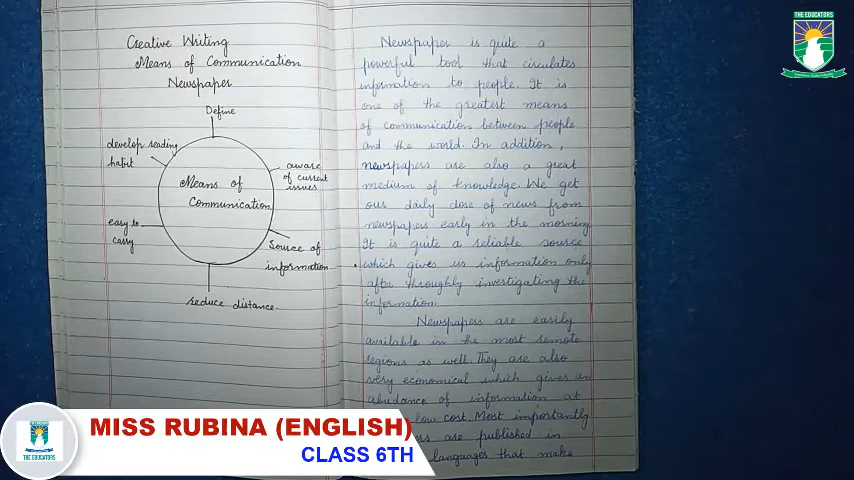 Creative Writing
Means of Communication
Newspaper
Define
develop reading
habit
aware
of current
issues
Means of
Communication
easy to
carry
Source of
information
reduce distance.
Newspaper is quite a
powerful tool that circulates
information to people. It is
one of the greatest means
of communication between people
and the world. In addition,
newspapers are also a great
medium of knowledge. We get
our daily dose of news from
newspapers early in the morning.
It is quite a reliable source
which gives us information only
after throughly investigating the
information.
Newspapers are easily
available in the most remote
regions as well. They are also
very economical which gives an
abudance of information at
low cost. Most importantly
are published in
languages that make
THE EDUCATORS
THE EDUCATORS
MISS RUBINA (ENGLISH)
CLASS 6TH